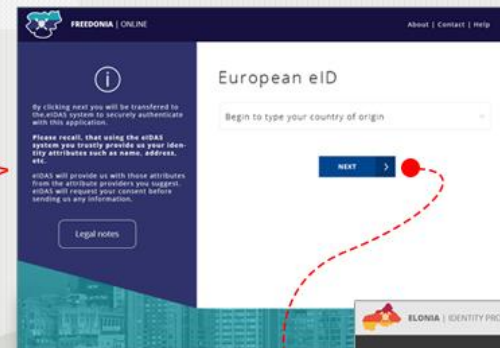 FREEDONIA | ONLINE
About | Contact | Help
i
By clicking next you will be transfered to
the,eIDAS system to securely authenticate
with this application.
Please recall, that using the eIDAS
system you trustly provide us your iden-
tity attributes such as name, address,
etc.
eIDAS will provide us with those attributes
from the attribute providers you suggest.
eIDAS will request your consent before
sending us any information.
Legal notes
European eID
Begin to type your country of origin
NEXT >
ELONIA | IDENTITY PRO